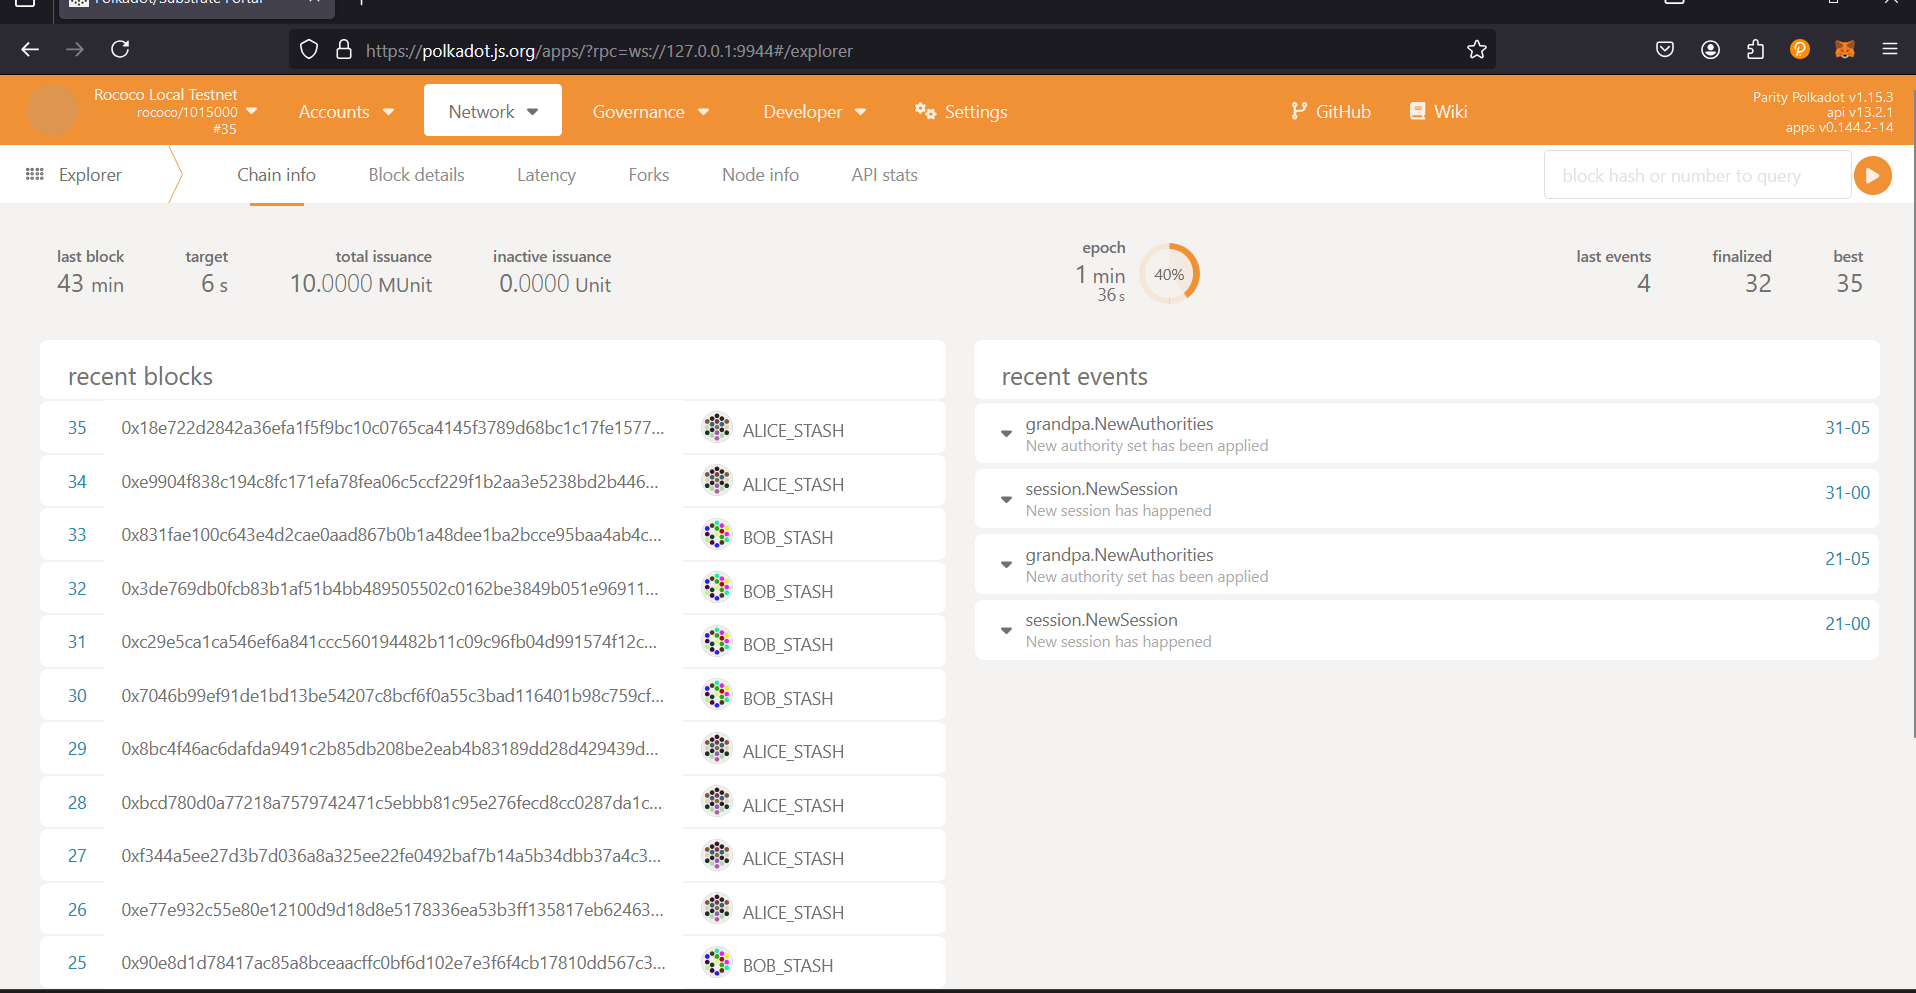 https://polkadot.js.org/apps/?rpc=ws://127.0.0.1:9944#/explorer
Rococo Local Testnet
rococo/1015000
#35
Accounts
Network
Governance
Developer
Settings
GitHub
Wiki
Parity Polkadot v1.15.3
api v13.2.1
apps v0.144.2-14
Explorer
Chain info
Block details
Latency
Forks
Node info
API stats
block hash or number to query
last block
43 min
target
6 s
total issuance
10.0000 MUnit
inactive issuance
0.0000 Unit
epoch
1 min
36 s
40%
last events
4
finalized
32
best
35
recent blocks
35 0x18e722d2842a36efa1f5f9bc10c0765ca4145f3789d68bc1c17fe1577... ALICE_STASH
34 0xe9904f838c194c8fc171efa78fea06c5ccf229f1b2aa3e5238bd2b446... ALICE_STASH
33 0x831fae100c643e4d2cae0aad867b0b1a48dee1ba2bcce95baa4ab4c... BOB_STASH
32 0x3de769db0fcb83b1af51b4bb489505502c0162be3849b051e96911... BOB_STASH
31 0xc29e5ca1ca546ef6a841ccc560194482b11c09c96fb04d991574f12c... BOB_STASH
30 0x7046b99ef91de1bd13be54207c8bcf6f0a55c3bad116401b98c759cf... BOB_STASH
29 0x8bc4f46ac6dafda9491c2b85db208be2eab4b83189dd28d429439d... ALICE_STASH
28 0xbcd780d0a77218a7579742471c5ebbb81c95e276fecd8cc0287da1c... ALICE_STASH
27 0xf344a5ee27d3b7d036a8a325ee22fe0492baf7b14a5b34dbb37a4c3... ALICE_STASH
26 0xe77e932c55e80e12100d9d18d8e5178336ea53b3ff135817eb62463... ALICE_STASH
25 0x90e8d1d78417ac85a8bceaacffc0bf6d102e7e3f6f4cb17810dd567c3... BOB_STASH
recent events
grandpa.NewAuthorities
New authority set has been applied
31-05
session.NewSession
New session has happened
31-00
grandpa.NewAuthorities
New authority set has been applied
21-05
session.NewSession
New session has happened
21-00